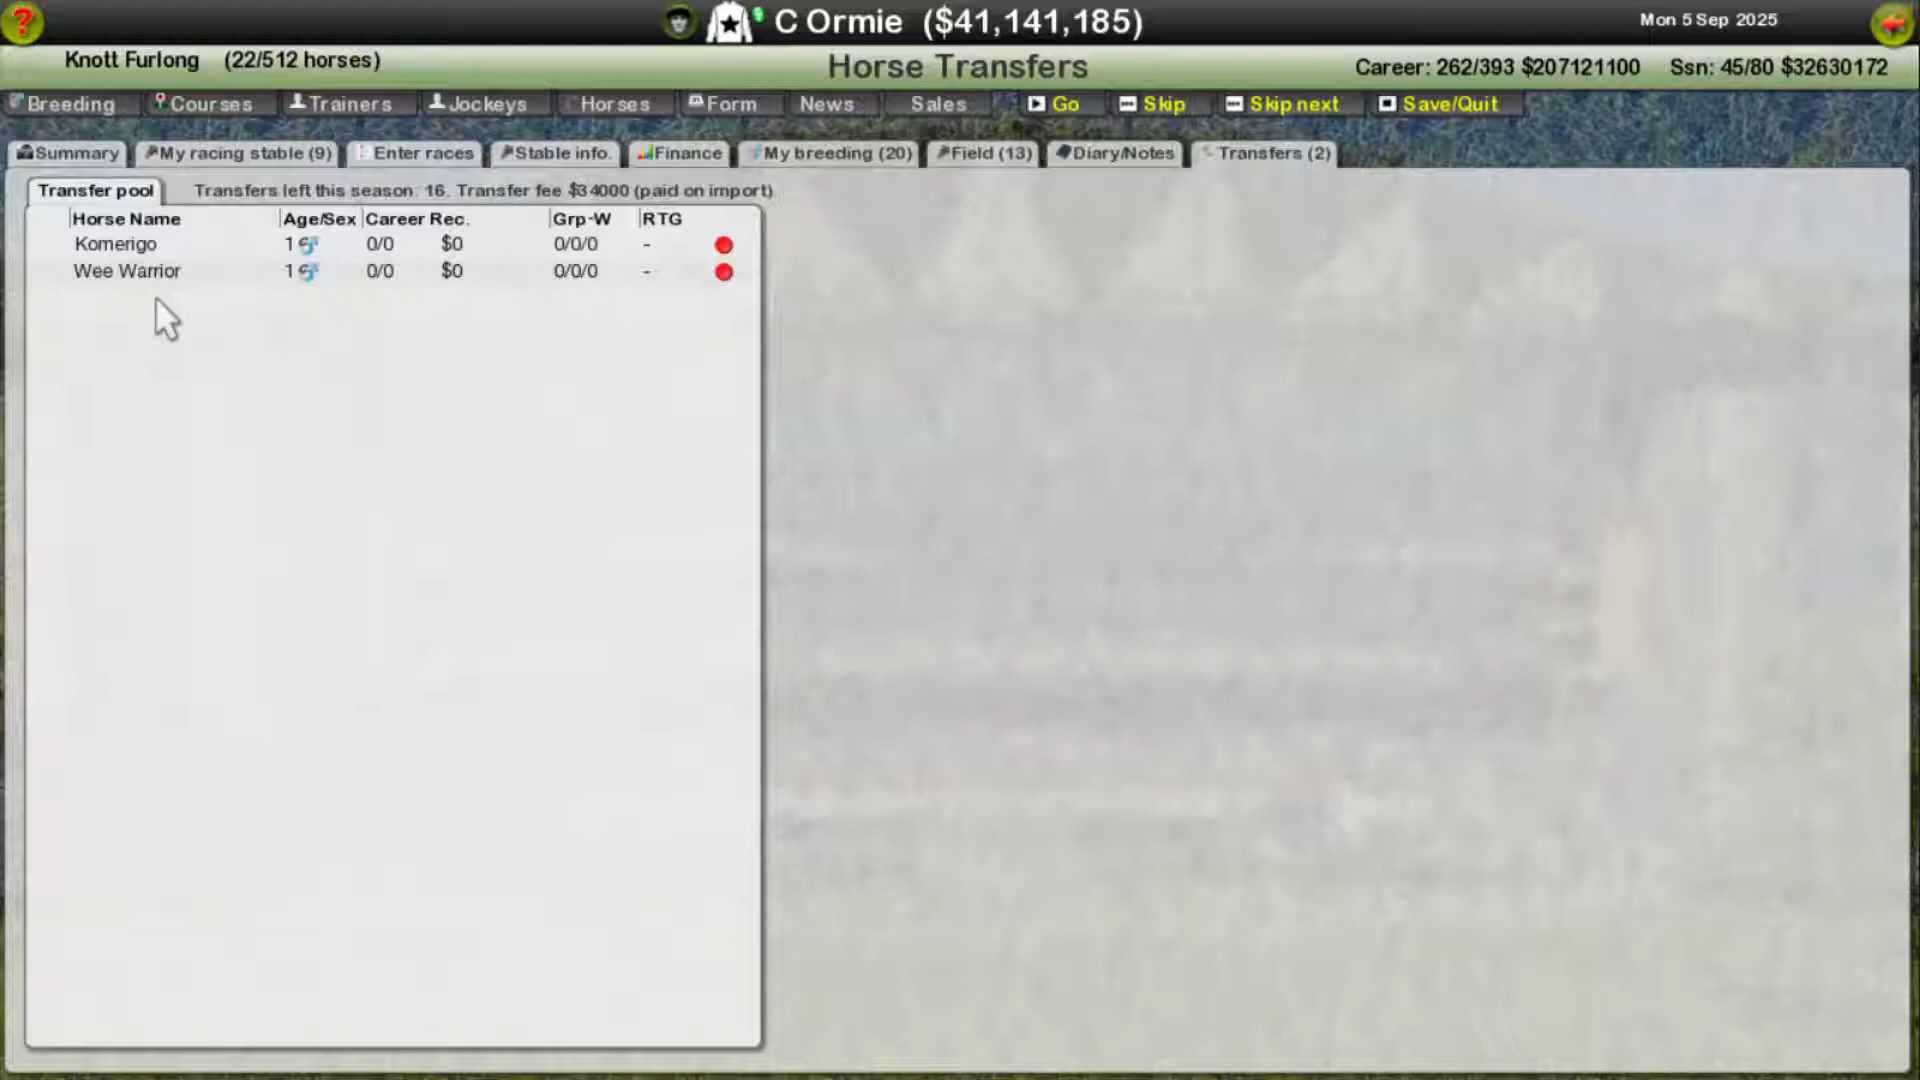 ?
C Ormie ($41,141,185)
Mon 5 Sep 2025
Knott Furlong (22/512 horses)
Horse Transfers
Career: 262/393 $207121100 Ssn: 45/80 $32630172
Breeding Courses Trainers Jockeys Horses Form News Sales Go Skip Skip next Save/Quit
Summary My racing stable (9) Enter races Stable info. Finance My breeding (20) Field (13) Diary/Notes Transfers (2)
Transfer pool Transfers left this season: 16. Transfer fee $34000 (paid on import)
Horse Name Age/Sex Career Rec. Grp-W RTG
Komerigo 1 0/0 $0 0/0/0 -
Wee Warrior 1 0/0 $0 0/0/0 -